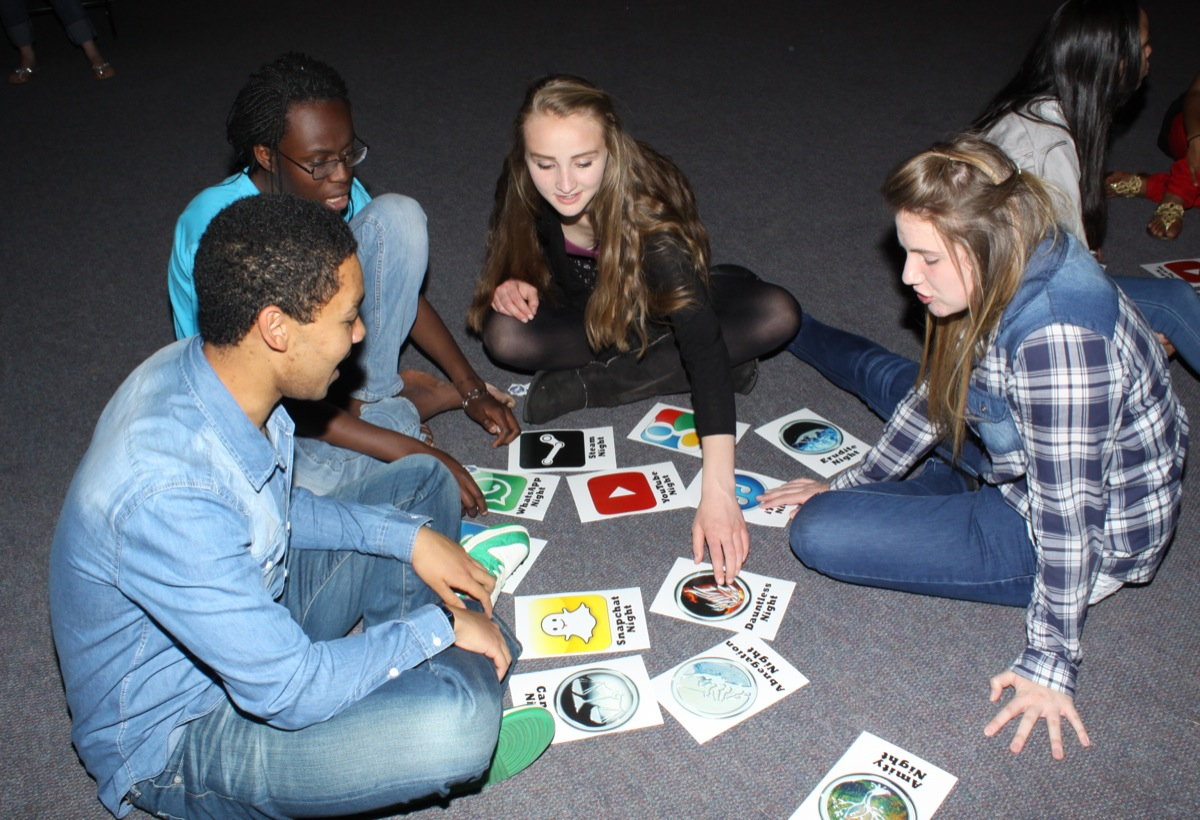 Steam
Night
Erudite
Night
WhatsApp
Night
YouTube
Night
Dauntless
Night
Snapchat
Night
Abnegation
Night
Amity
Night